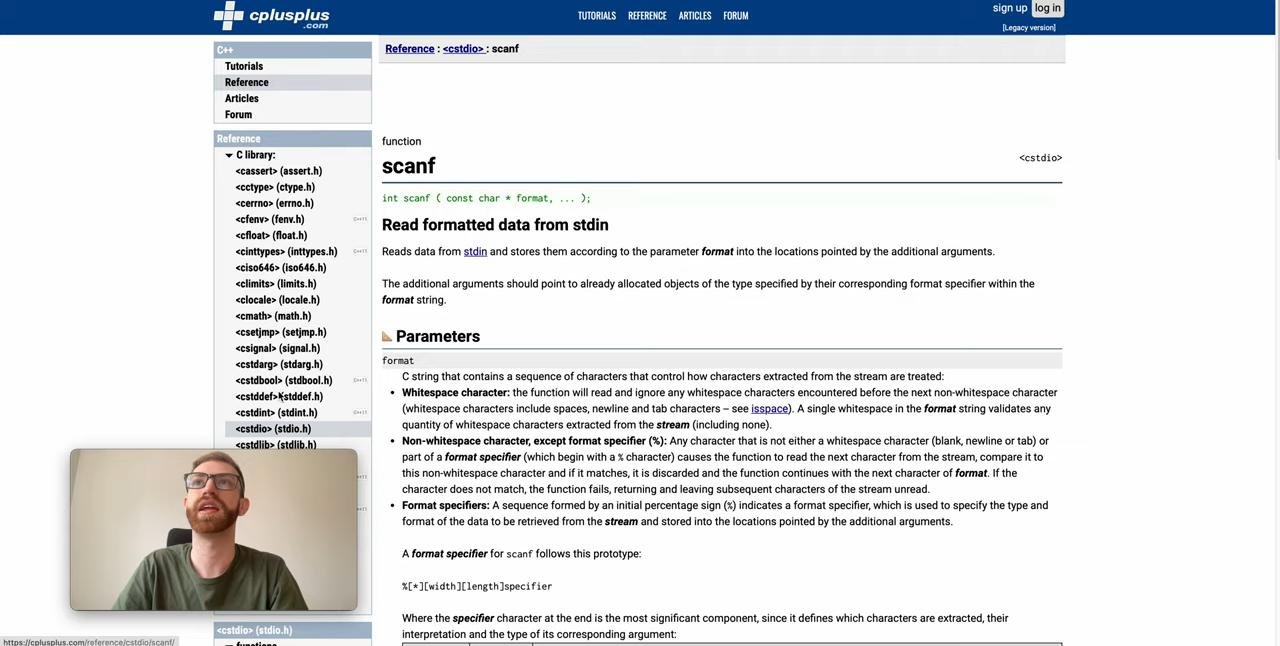 cplusplus
.com
TUTORIALS REFERENCE ARTICLES FORUM
sign up log in
[Legacy version]
C++
Tutorials
Reference
Articles
Forum
Reference
C library:
<cassert> (assert.h)
<cctype> (ctype.h)
<cerrno> (errno.h)
<cfenv> (fenv.h)
C++11
<cfloat> (float.h)
<cinttypes> (inttypes.h)
C++11
<ciso646> (iso646.h)
<climits> (limits.h)
<clocale> (locale.h)
<cmath> (math.h)
<csetjmp> (setjmp.h)
<csignal> (signal.h)
<cstdarg> (stdarg.h)
<cstdbool> (stdbool.h)
C++11
<cstddef> (stddef.h)
<cstdint> (stdint.h)
C++11
<cstdio> (stdio.h)
<cstdlib> (stdlib.h)
<cstdio> (stdio.h)
functions
https://cplusplus.com/reference/cstdio/scanf/
Reference : <cstdio> : scanf
function
scanf
<cstdio>
int scanf ( const char * format, ... );
Read formatted data from stdin
Reads data from stdin and stores them according to the parameter format into the locations pointed by the additional arguments.
The additional arguments should point to already allocated objects of the type specified by their corresponding format specifier within the
format string.
Parameters
format
C string that contains a sequence of characters that control how characters extracted from the stream are treated:
• Whitespace character: the function will read and ignore any whitespace characters encountered before the next non-whitespace character
(whitespace characters include spaces, newline and tab characters – see isspace). A single whitespace in the format string validates any
quantity of whitespace characters extracted from the stream (including none).
• Non-whitespace character, except format specifier (%): Any character that is not either a whitespace character (blank, newline or tab) or
part of a format specifier (which begin with a % character) causes the function to read the next character from the stream, compare it to
this non-whitespace character and if it matches, it is discarded and the function continues with the next character of format. If the
character does not match, the function fails, returning and leaving subsequent characters of the stream unread.
• Format specifiers: A sequence formed by an initial percentage sign (%) indicates a format specifier, which is used to specify the type and
format of the data to be retrieved from the stream and stored into the locations pointed by the additional arguments.
A format specifier for scanf follows this prototype:
%[*][width][length]specifier
Where the specifier character at the end is the most significant component, since it defines which characters are extracted, their
interpretation and the type of its corresponding argument: